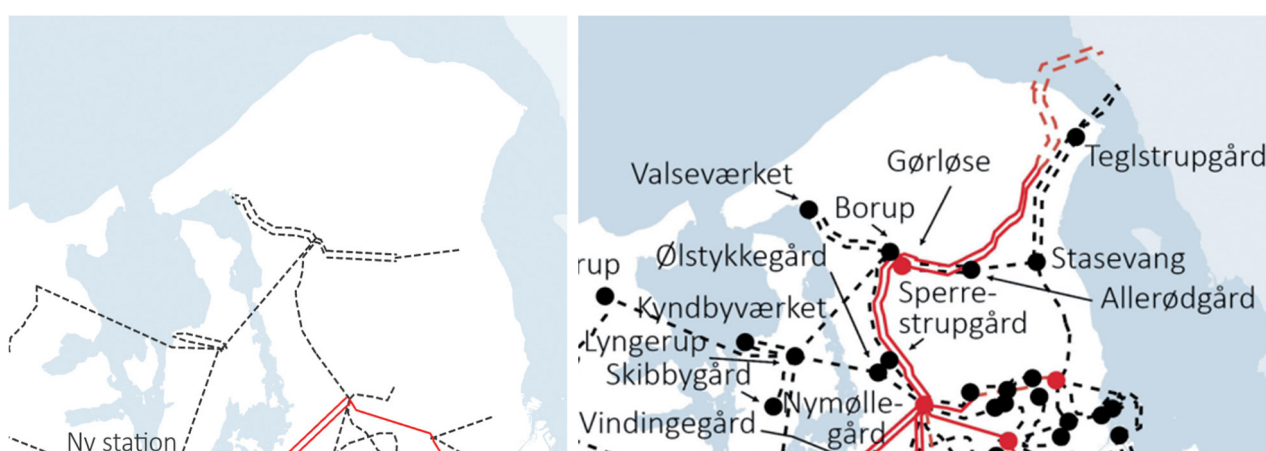 Ny station
Valseværket
Gørløse
Teglstrupgård
Borup
Ølstykkegård
rup
Stasevang
Kyndbyværket
Sperre-
strupgård
Allerødgård
Lyngerup
Skibbygård
Vindingegård
Nymølle-
gård